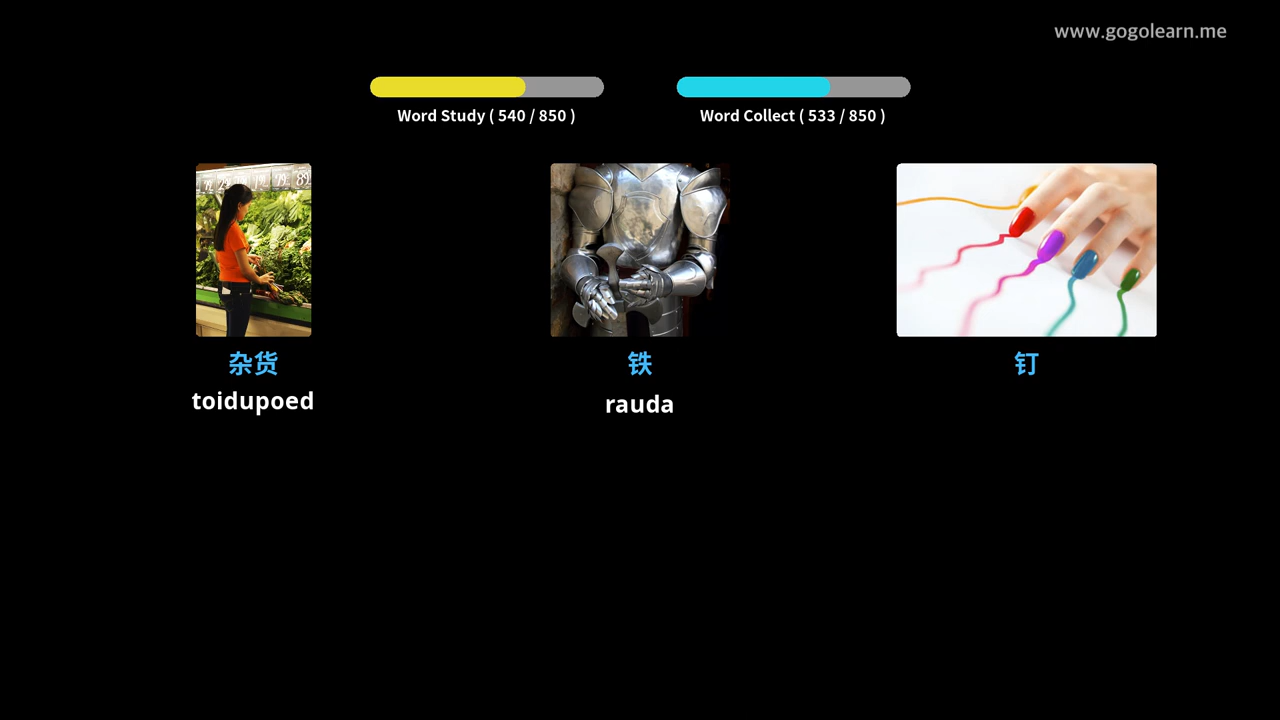 www.gogolearn.me
Word Study ( 540 / 850 )
Word Collect ( 533 / 850 )
杂货
铁
钉
toidupoed
rauda